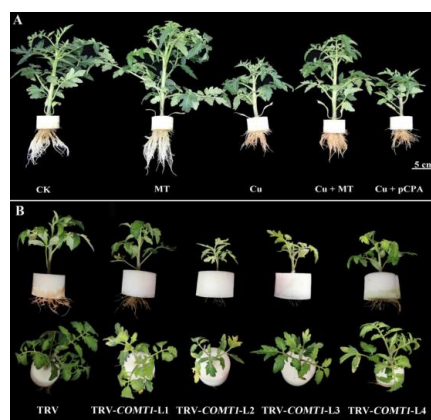 A
CK MT Cu Cu + MT Cu + pCPA
5 cm
B
TRV TRV-COMT1-L1 TRV-COMT1-L2 TRV-COMT1-L3 TRV-COMT1-L4